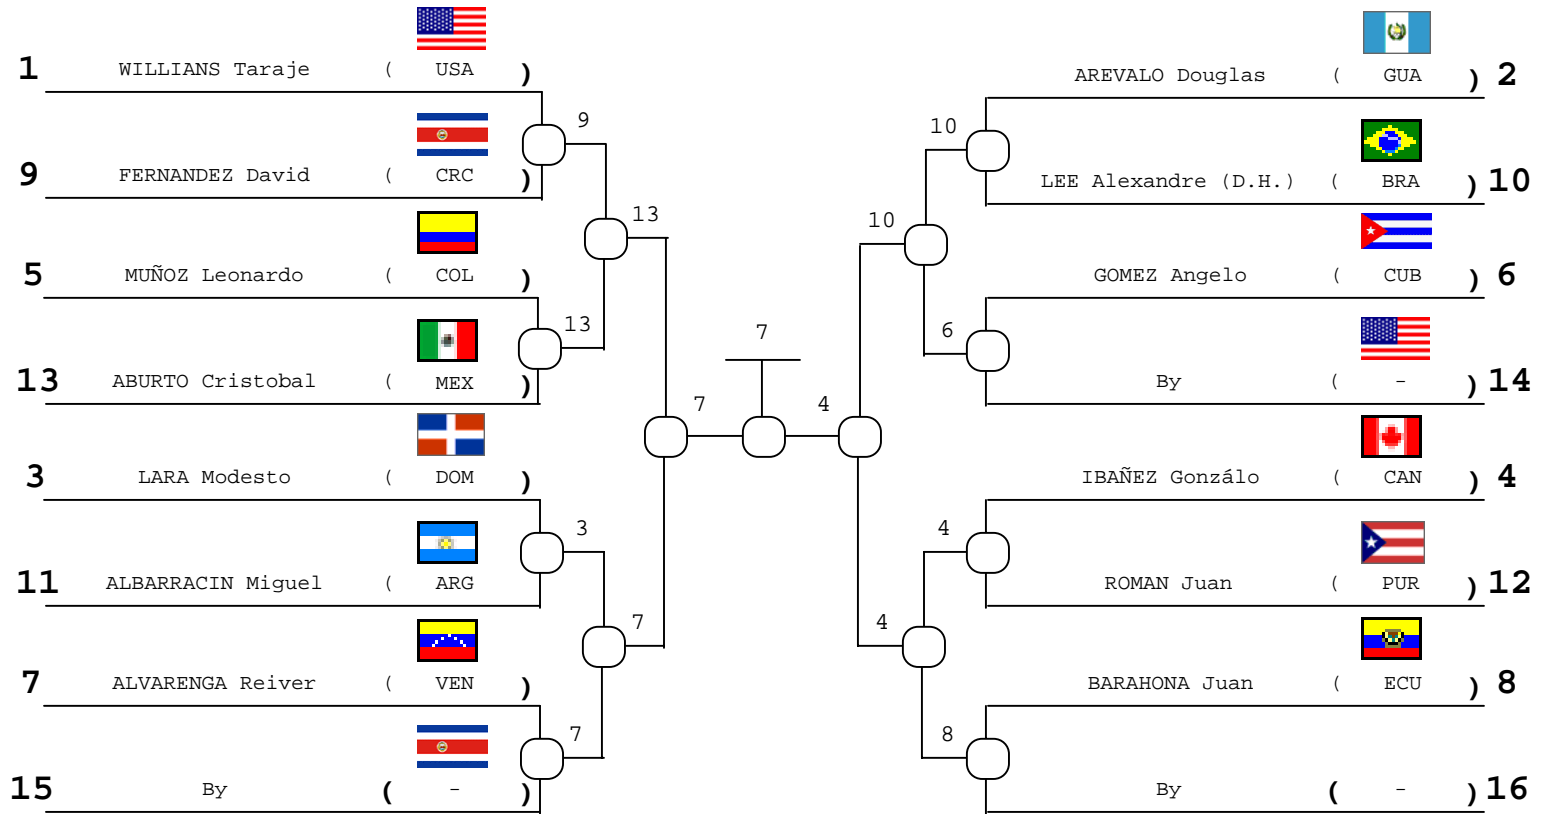 1 WILLIANS Taraje ( USA )
9
9 FERNANDEZ David ( CRC )
13
5 MUÑOZ Leonardo ( COL )
13
13 ABURTO Cristobal ( MEX )
7
3 LARA Modesto ( DOM )
3
11 ALBARRACIN Miguel ( ARG )
7
7 ALVARENGA Reiver ( VEN )
7
15 By ( - )
7
AREVALO Douglas ( GUA ) 2
10
LEE Alexandre (D.H.) ( BRA ) 10
10
GOMEZ Angelo ( CUB ) 6
6
By ( - ) 14
4
IBAÑEZ Gonzálo ( CAN ) 4
4
ROMAN Juan ( PUR ) 12
4
BARAHONA Juan ( ECU ) 8
8
By ( - ) 16